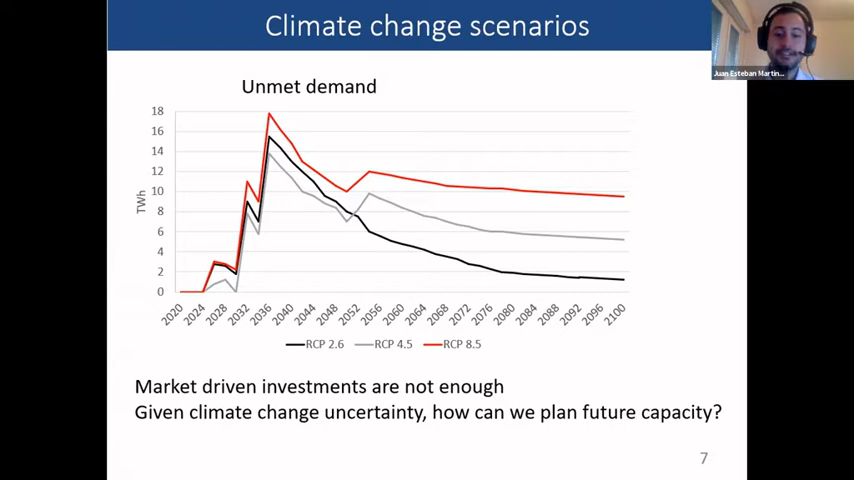 Climate change scenarios
Juan Esteban Martin...
Unmet demand
18
16
14
12
10
8
6
4
2
0
TWh
2020 2024 2028 2032 2036 2040 2044 2048 2052 2056 2060 2064 2068 2072 2076 2080 2084 2088 2092 2096 2100
RCP 2.6 RCP 4.5 RCP 8.5
Market driven investments are not enough
Given climate change uncertainty, how can we plan future capacity?
7